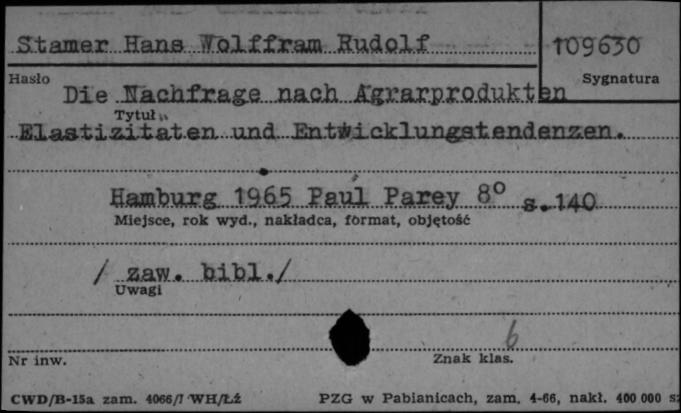 Stamer Hans Wolffram Rudolf 109630
Hasło Sygnatura
Die Nachfrage nach Agrarprodukten
Tytuł
Elastizitaten und Entwicklungstendenzen.
Hamburg 1965 Paul Parey 8° s.140
Miejsce, rok wyd., nakładca, format, objętość
/ zaw. bibl./
Uwagi
6
Nr inw. Znak klas.
CWD/B-15a zam. 4066/7 WH/Łż PZG w Pabianicach, zam. 4-66, nakł. 400 000